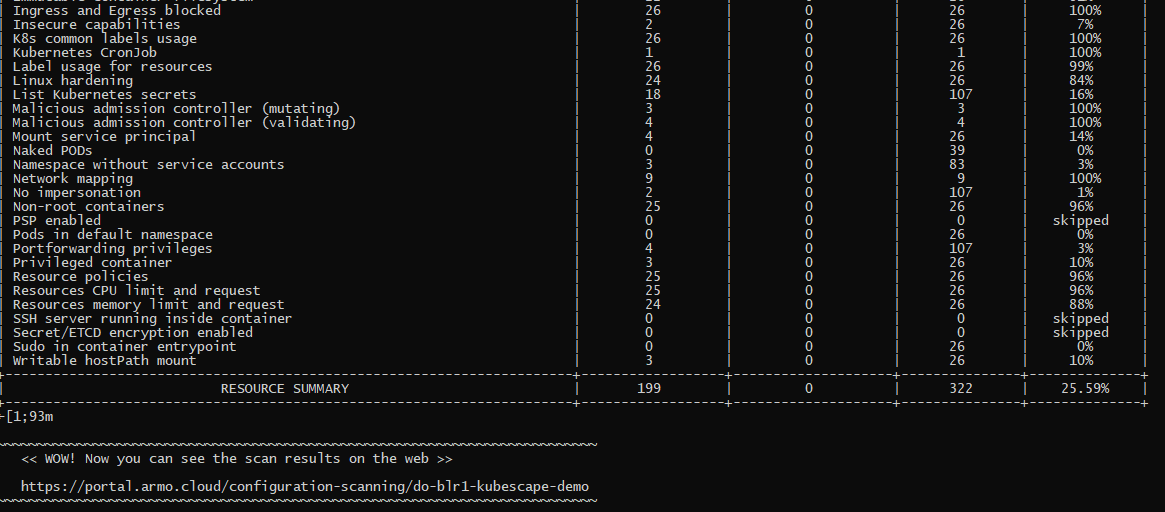 Ingress and Egress blocked | 26 | 0 | 26 | 100% |
Insecure capabilities | 2 | 0 | 26 | 7% |
K8s common labels usage | 26 | 0 | 26 | 100% |
Kubernetes CronJob | 1 | 0 | 1 | 100% |
Label usage for resources | 26 | 0 | 26 | 99% |
Linux hardening | 24 | 0 | 26 | 84% |
List Kubernetes secrets | 18 | 0 | 107 | 16% |
Malicious admission controller (mutating) | 3 | 0 | 3 | 100% |
Malicious admission controller (validating) | 4 | 0 | 4 | 100% |
Mount service principal | 4 | 0 | 26 | 14% |
Naked PODs | 0 | 0 | 39 | 0% |
Namespace without service accounts | 3 | 0 | 83 | 3% |
Network mapping | 9 | 0 | 9 | 100% |
No impersonation | 2 | 0 | 107 | 1% |
Non-root containers | 25 | 0 | 26 | 96% |
PSP enabled | 0 | 0 | 0 | skipped |
Pods in default namespace | 0 | 0 | 26 | 0% |
Portforwarding privileges | 4 | 0 | 107 | 3% |
Privileged container | 3 | 0 | 26 | 10% |
Resource policies | 25 | 0 | 26 | 96% |
Resources CPU limit and request | 25 | 0 | 26 | 96% |
Resources memory limit and request | 24 | 0 | 26 | 88% |
SSH server running inside container | 0 | 0 | 0 | skipped |
Secret/ETCD encryption enabled | 0 | 0 | 0 | skipped |
Sudo in container entrypoint | 0 | 0 | 26 | 0% |
Writable hostPath mount | 3 | 0 | 26 | 10% |
RESOURCE SUMMARY | 199 | 0 | 322 | 25.59% |
[1;93m
<< WOW! Now you can see the scan results on the web >>
https://portal.armo.cloud/configuration-scanning/do-blr1-kubescape-demo